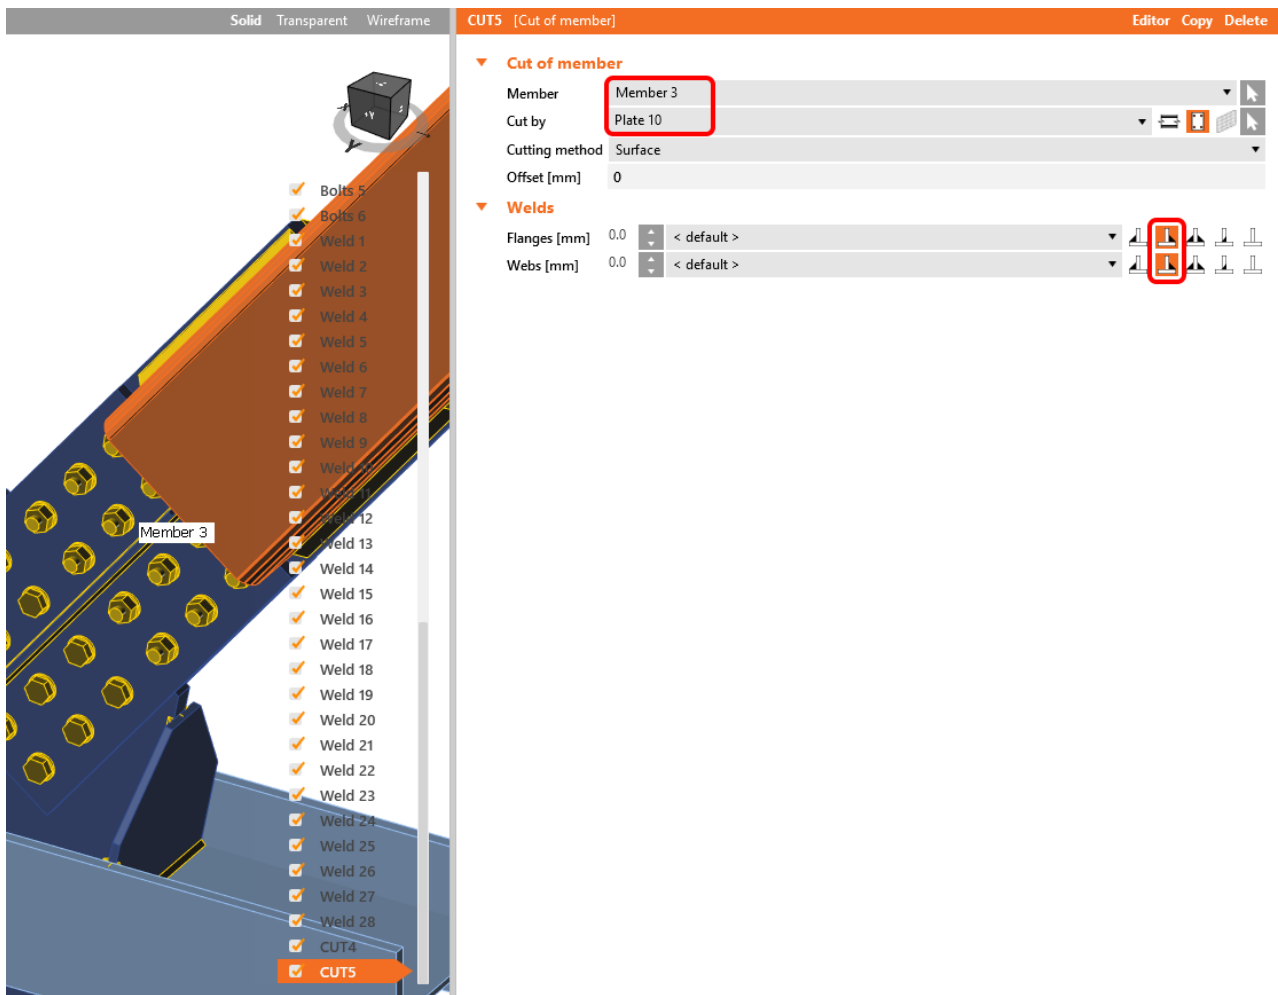 Solid Transparent Wireframe
CUT5 [Cut of member] Editor Copy Delete
Cut of member
Member Member 3
Cut by Plate 10
Cutting method Surface
Offset [mm] 0
Welds
Flanges [mm] 0.0 < default >
Webs [mm] 0.0 < default >
+Y
Y
Bolts 5
Bolts 6
Weld 1
Weld 2
Weld 3
Weld 4
Weld 5
Weld 6
Weld 7
Weld 8
Weld 9
Weld 10
Weld 11
Weld 12
Member 3
Weld 13
Weld 14
Weld 15
Weld 16
Weld 17
Weld 18
Weld 19
Weld 20
Weld 21
Weld 22
Weld 23
Weld 24
Weld 25
Weld 26
Weld 27
Weld 28
CUT4
CUT5